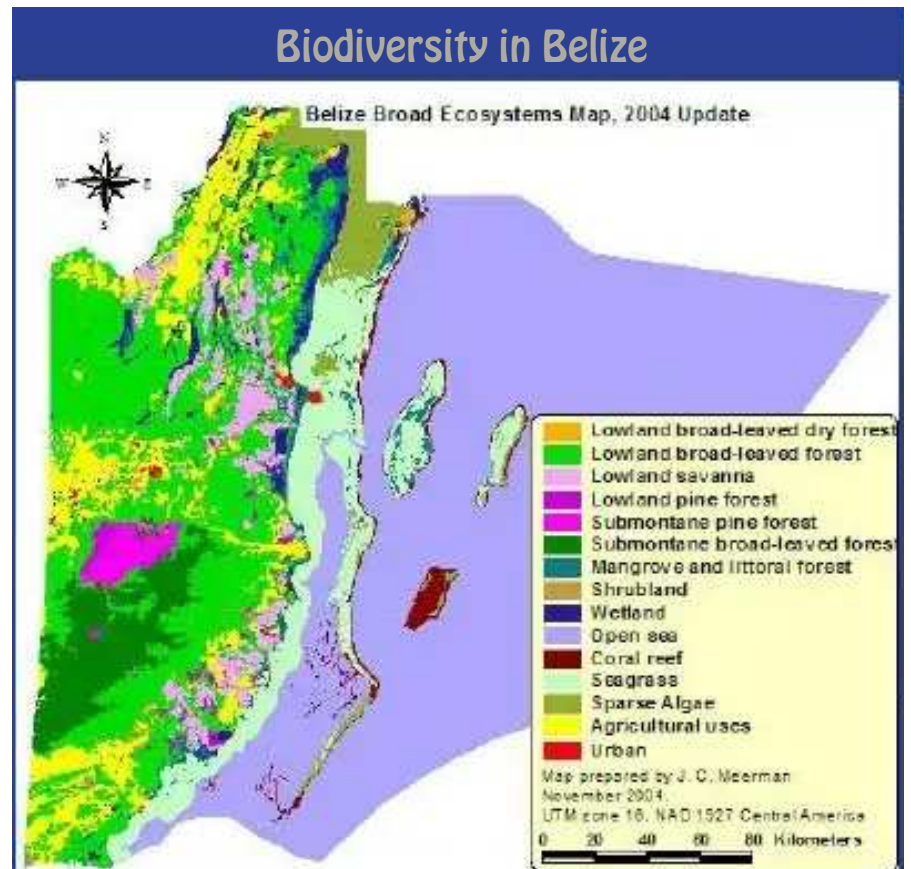 Biodiversity in Belize
Belize Broad Ecosystems Map, 2004 Update
N
W E
S
Lowland broad-leaved dry forest
Lowland broad-leaved forest
Lowland savanna
Lowland pine forest
Submontane pine forest
Submontane broad-leaved forest
Mangrove and littoral forest
Shrubland
Wetland
Open sea
Coral reef
Seagrass
Sparse Algae
Agricultural uses
Urban
Map prepared by J. C. Meerman
November 2004.
UTM zone 16, NAD 1927 Central America
0 20 40 60 80 Kilometers